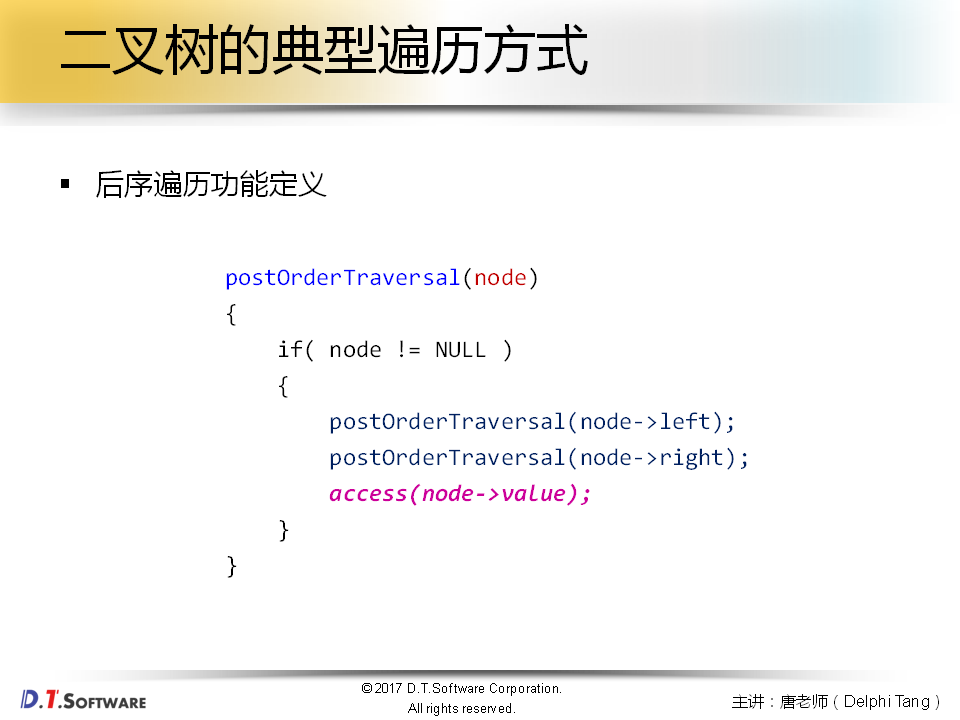 二叉树的典型遍历方式
▪ 后序遍历功能定义
postOrderTraversal(node)
{
    if( node != NULL )
    {
        postOrderTraversal(node->left);
        postOrderTraversal(node->right);
        access(node->value);
    }
}
D.T.SOFTWARE
©2017 D.T.Software Corporation.
All rights reserved.
主讲：唐老师（Delphi Tang）